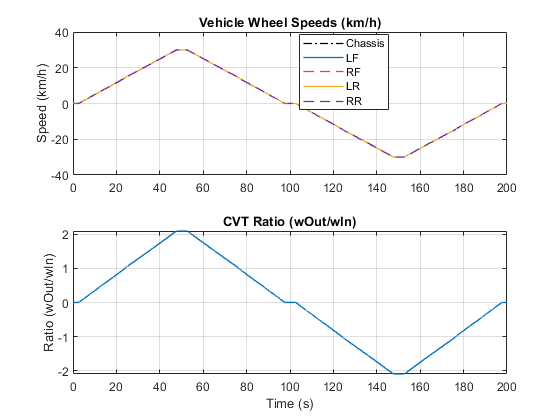 Vehicle Wheel Speeds (km/h)
40
20
0
-20
-40
Speed (km/h)
Chassis
LF
RF
LR
RR
0 20 40 60 80 100 120 140 160 180 200
CVT Ratio (wOut/wIn)
2
1
0
-1
-2
Ratio (wOut/wIn)
0 20 40 60 80 100 120 140 160 180 200
Time (s)